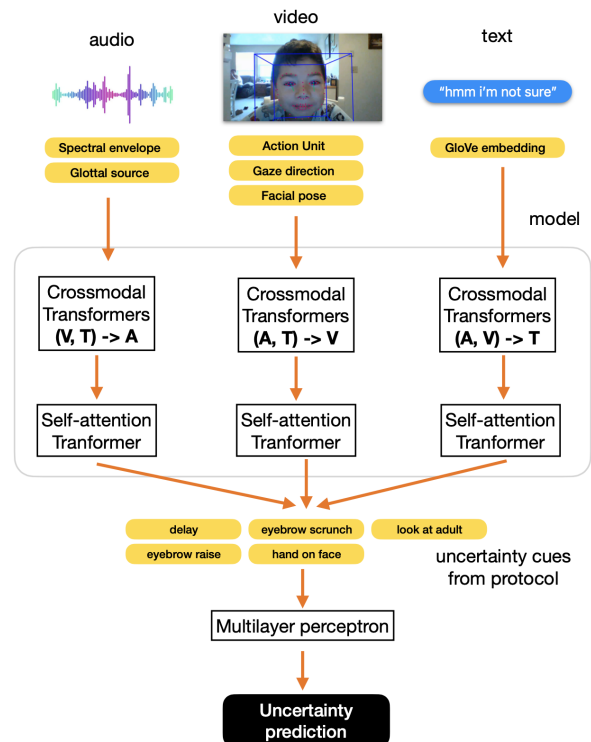 audio
video
text
“hmm i'm not sure”
Spectral envelope
Glottal source
Action Unit
Gaze direction
Facial pose
GloVe embedding
model
Crossmodal
Transformers
(V, T) -> A
Crossmodal
Transformers
(A, T) -> V
Crossmodal
Transformers
(A, V) -> T
Self-attention
Tranformer
Self-attention
Tranformer
Self-attention
Tranformer
delay
eyebrow scrunch
look at adult
eyebrow raise
hand on face
uncertainty cues
from protocol
Multilayer perceptron
Uncertainty
prediction